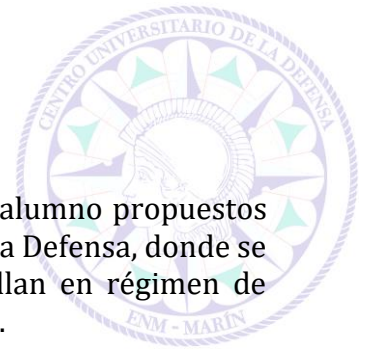 CENTRO UNIVERSITARIO DE LA DEFENSA
alumno propuestos
a Defensa, donde se
llan en régimen de
.
ENM - MARÍN